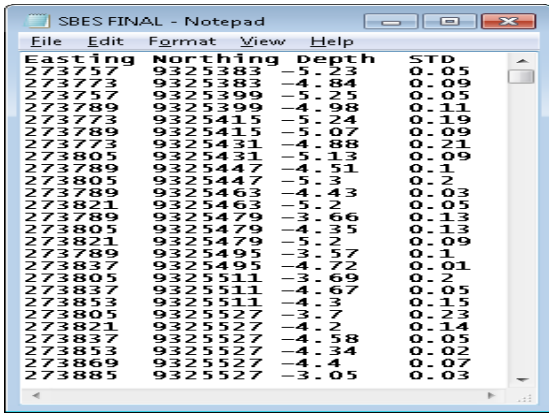 SBES FINAL - Notepad
File Edit Format View Help
Easting Northing Depth STD
273757 9325383 -5.23 0.05
273773 9325383 -4.84 0.09
273757 9325399 -5.25 0.05
273789 9325399 -4.98 0.11
273773 9325415 -5.24 0.19
273789 9325415 -5.07 0.09
273773 9325431 -4.88 0.21
273805 9325431 -5.13 0.09
273789 9325447 -4.51 0.1
273805 9325447 -5.3 0.2
273789 9325463 -4.43 0.03
273821 9325463 -5.2 0.05
273789 9325479 -3.66 0.13
273805 9325479 -4.35 0.13
273821 9325479 -5.2 0.09
273789 9325495 -3.57 0.1
273837 9325495 -4.72 0.01
273805 9325511 -3.69 0.2
273837 9325511 -4.67 0.05
273853 9325511 -4.3 0.15
273805 9325527 -3.7 0.23
273821 9325527 -4.2 0.14
273837 9325527 -4.58 0.05
273853 9325527 -4.34 0.02
273869 9325527 -4.4 0.07
273885 9325527 -3.05 0.03